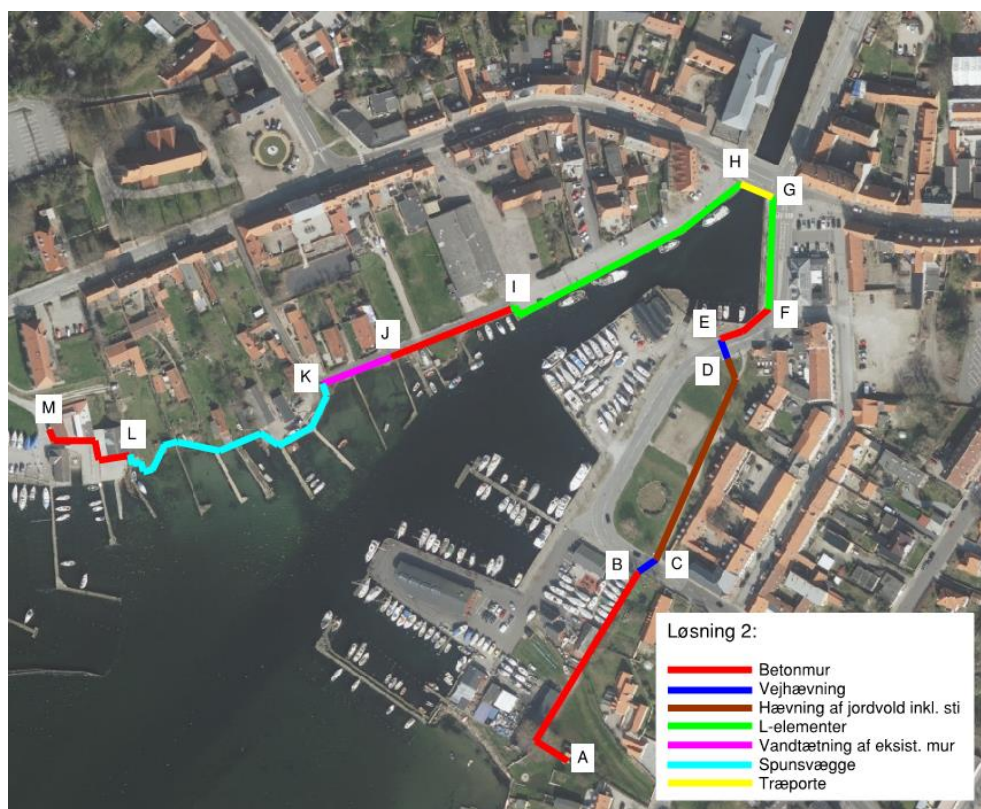 H
G
I
E
F
J
D
K
M
L
B
C
A
Løsning 2:
Betonmur
Vejhævning
Hævning af jordvold inkl. sti
L-elementer
Vandtætning af eksist. mur
Spunsvægge
Træporte